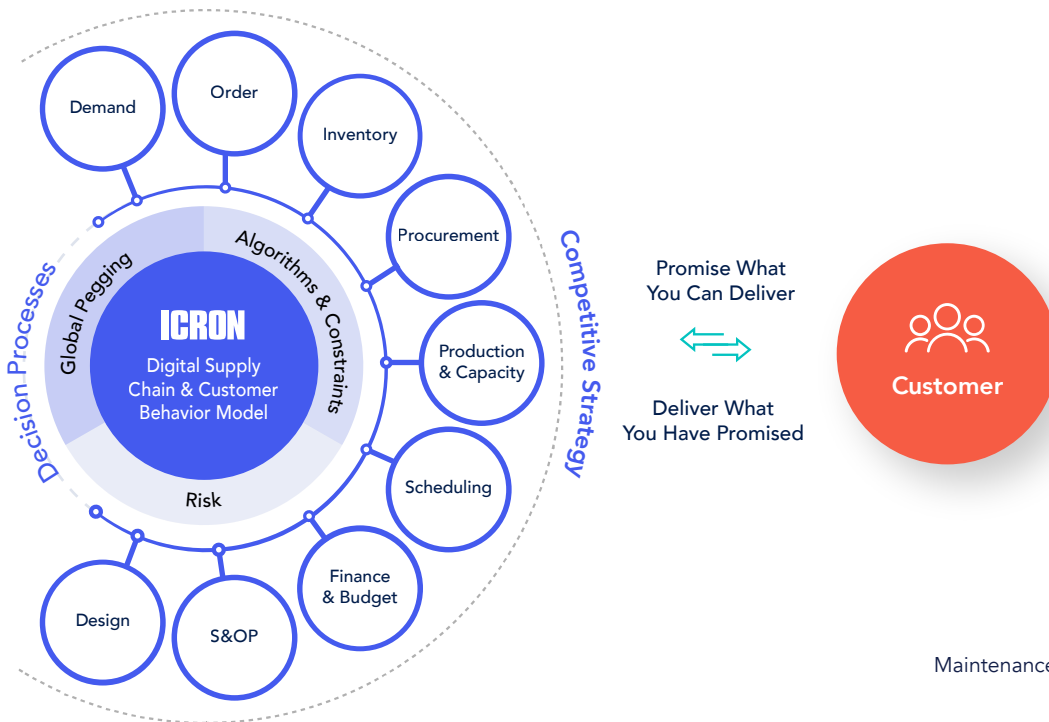 Demand
Order
Inventory
Procurement
Production
& Capacity
Scheduling
Finance
& Budget
S&OP
Design
Decision Processes
Global Pegging
Algorithms & Constraints
Risk
ICRON
Digital Supply
Chain & Customer
Behavior Model
Competitive Strategy
Promise What
You Can Deliver
Deliver What
You Have Promised
Customer
Maintenance